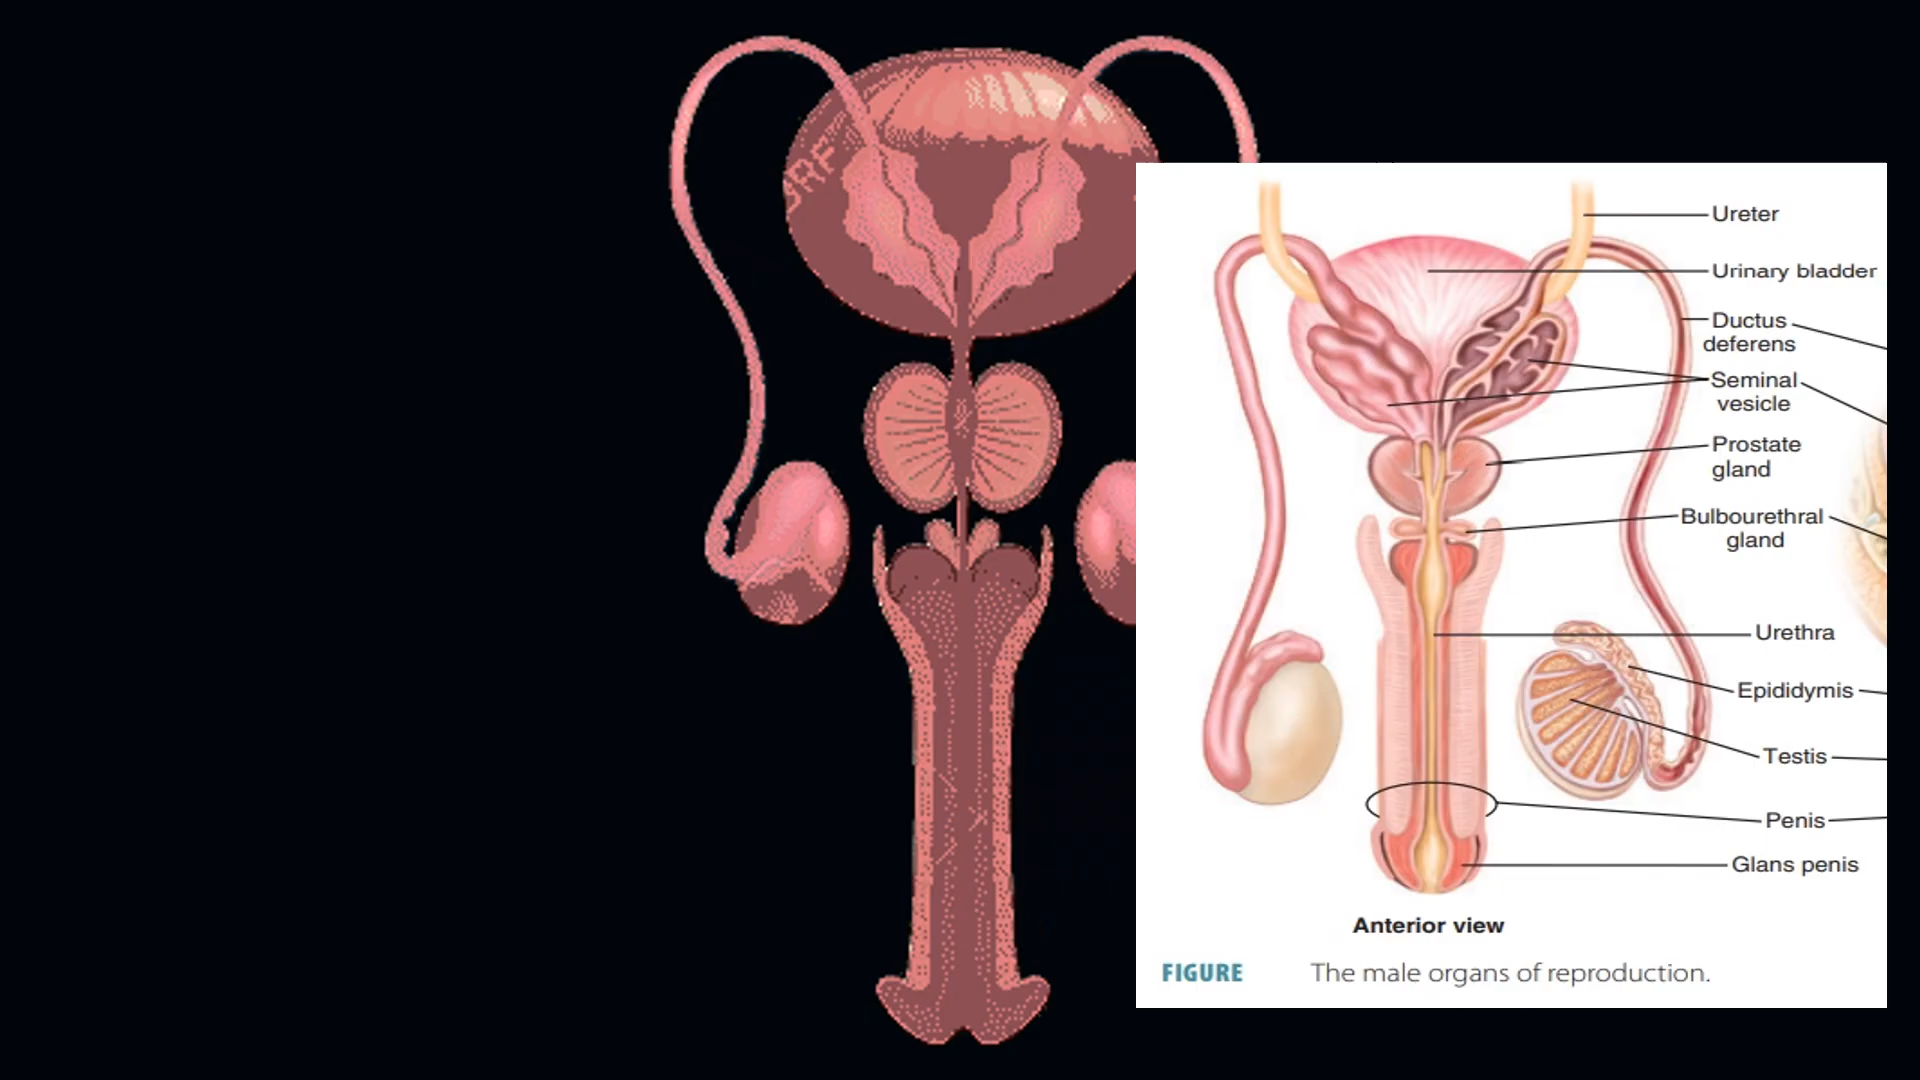 Ureter
Urinary bladder
Ductus
deferens
Seminal
vesicle
Prostate
gland
Bulbourethral
gland
Urethra
Epididymis
Testis
Penis
Glans penis
Anterior view
FIGURE The male organs of reproduction.